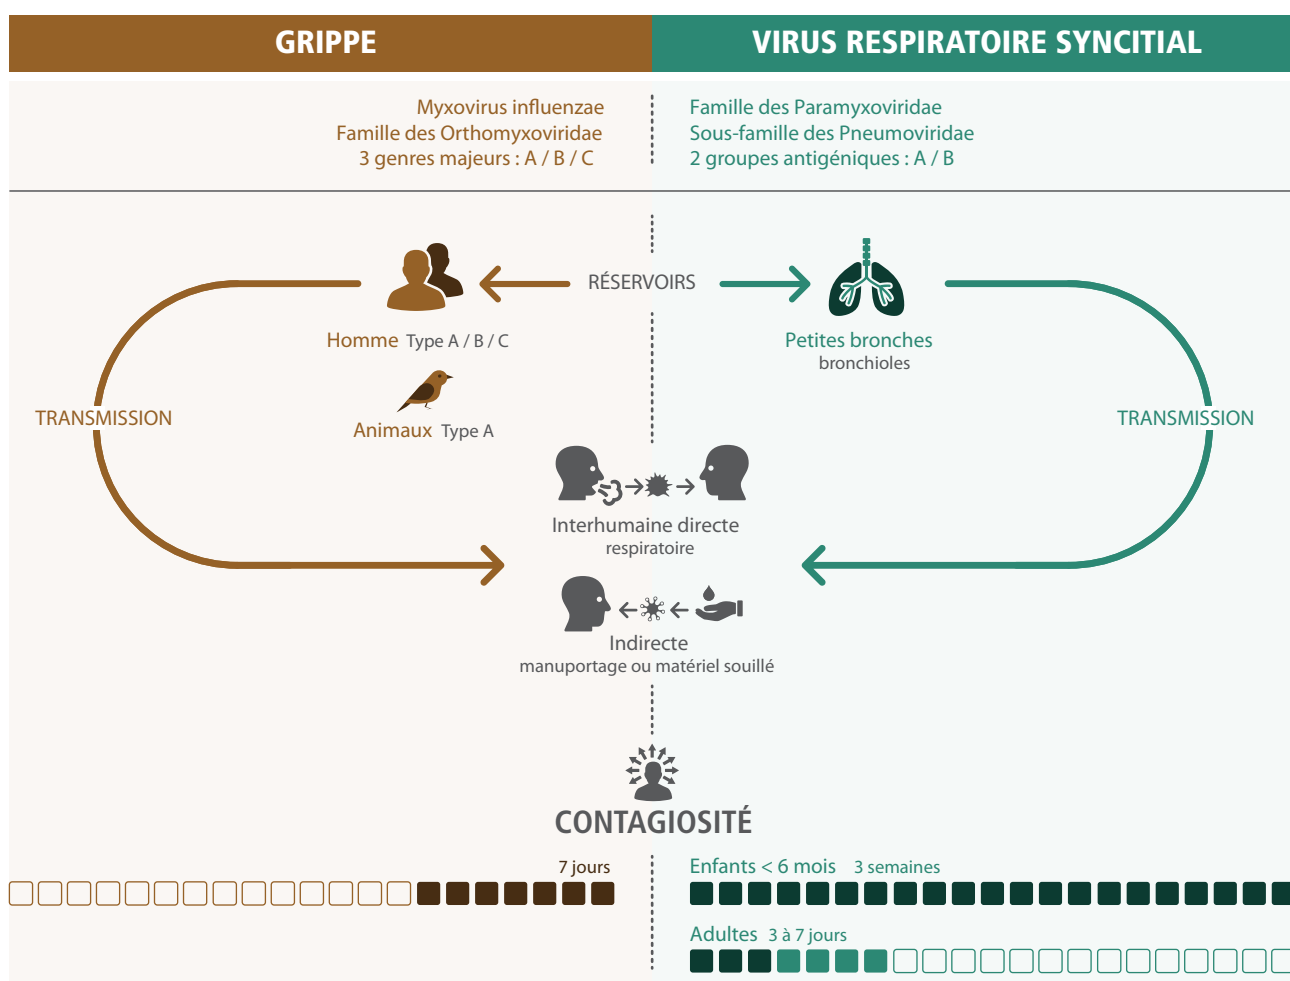 GRIPPE
VIRUS RESPIRATOIRE SYNCITIAL
Myxovirus influenzae
Famille des Orthomyxoviridae
3 genres majeurs : A / B / C
Famille des Paramyxoviridae
Sous-famille des Pneumoviridae
2 groupes antigéniques : A / B
RÉSERVOIRS
Homme Type A / B / C
Animaux Type A
Petites bronches
bronchioles
TRANSMISSION
TRANSMISSION
Interhumaine directe
respiratoire
Indirecte
manuportage ou matériel souillé
CONTAGIOSITÉ
7 jours
Enfants < 6 mois 3 semaines
Adultes 3 à 7 jours